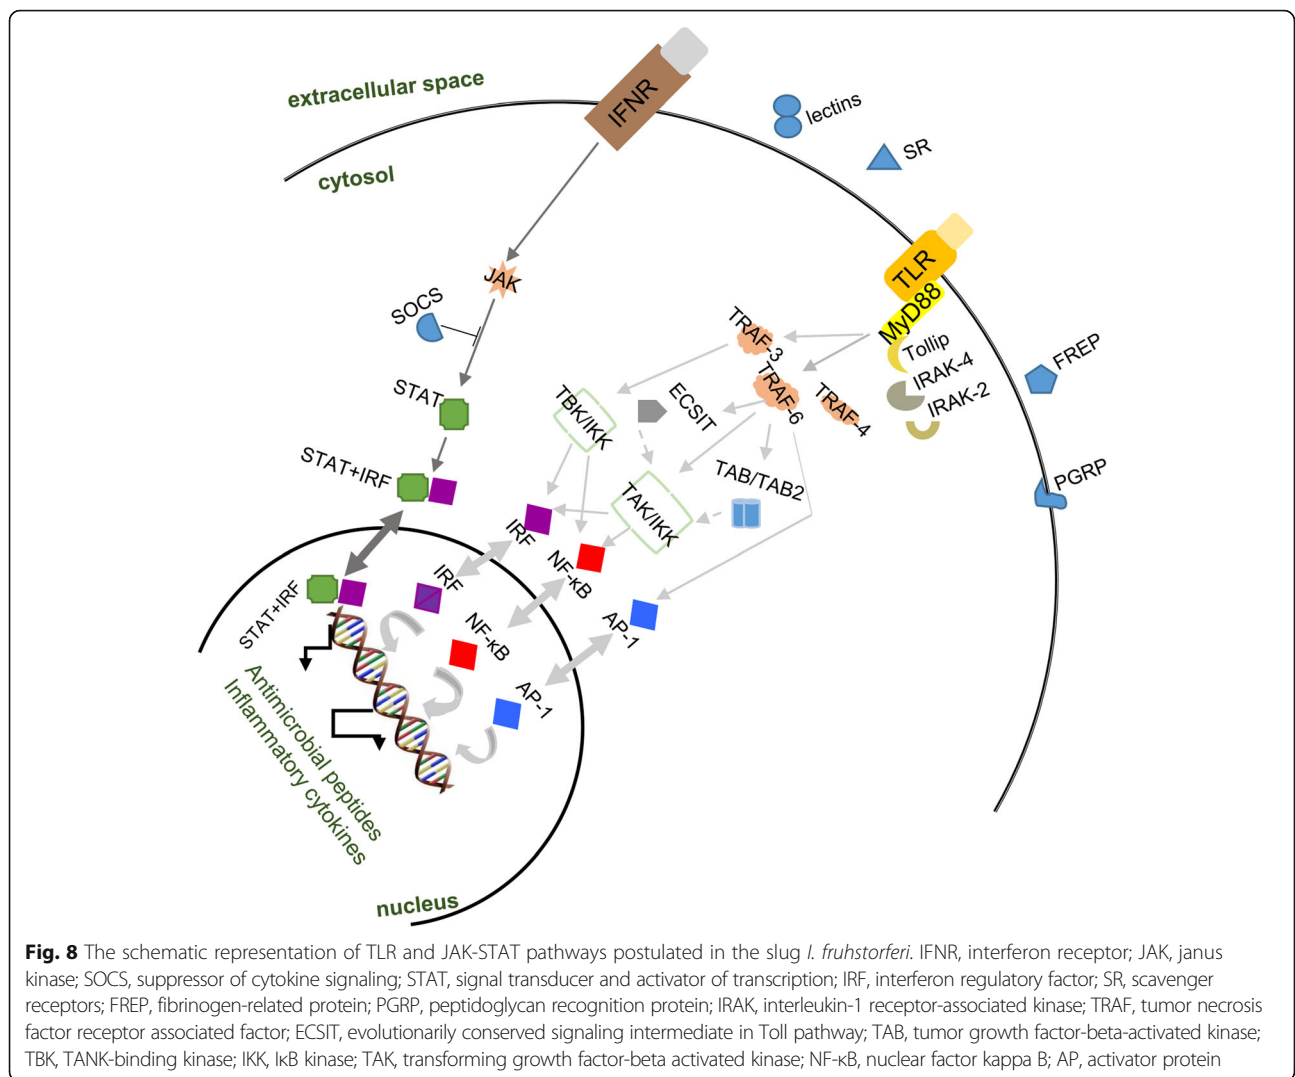 extracellular space
IFNR
lectins
SR
cytosol
TLR
MyD88
JAK
SOCS
TRAF-3
Tollip
FREP
IRAK-4
IRAK-2
STAT
TBK/IKK
ECSIT
TRAF-6
TRAF-4
STAT+IRF
TAB/TAB2
PGRP
TAK/IKK
IRF
NF-κB
AP-1
STAT+IRF
IRF
NF-κB
AP-1
Antimicrobial peptides
Inflammatory cytokines
nucleus
Fig. 8 The schematic representation of TLR and JAK-STAT pathways postulated in the slug I. fruhstorferi. IFNR, interferon receptor; JAK, janus
kinase; SOCS, suppressor of cytokine signaling; STAT, signal transducer and activator of transcription; IRF, interferon regulatory factor; SR, scavenger
receptors; FREP, fibrinogen-related protein; PGRP, peptidoglycan recognition protein; IRAK, interleukin-1 receptor-associated kinase; TRAF, tumor necrosis
factor receptor associated factor; ECSIT, evolutionarily conserved signaling intermediate in Toll pathway; TAB, tumor growth factor-beta-activated kinase;
TBK, TANK-binding kinase; IKK, IκB kinase; TAK, transforming growth factor-beta activated kinase; NF-κB, nuclear factor kappa B; AP, activator protein